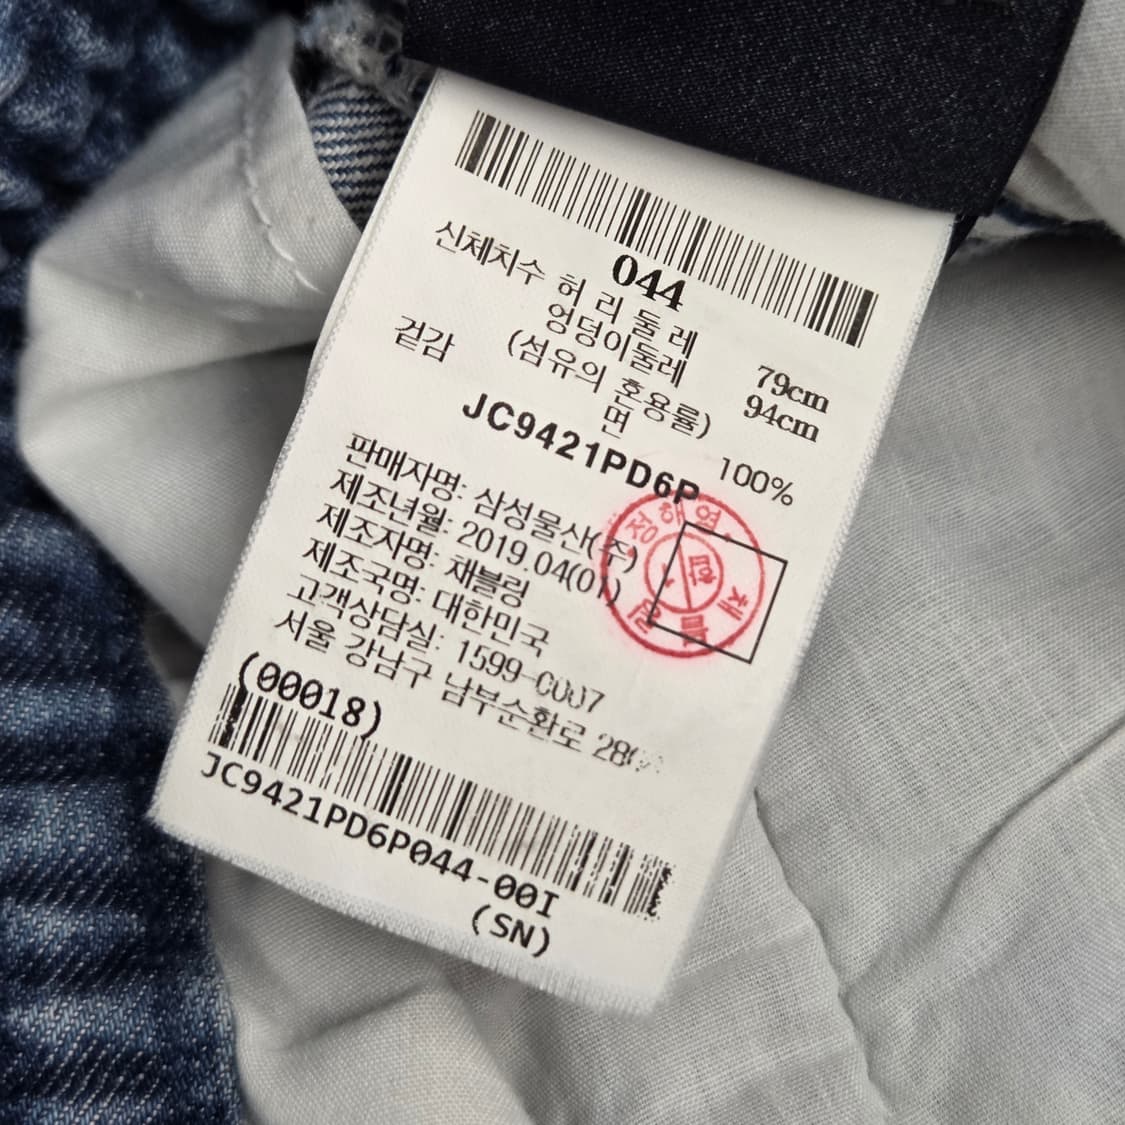 044
신체치수 허리둘레 79cm
엉덩이둘레 94cm
겉감 (섬유의 혼용률)
면 100%
JC9421PD6P
판매자명: 삼성물산(주)
제조년월: 2019.04(01)
제조자명: 채블링
제조국명: 대한민국
고객상담실: 1599-0007
서울 강남구 남부순환로
(00018)
JC9421PD6P044-00I
(SN)